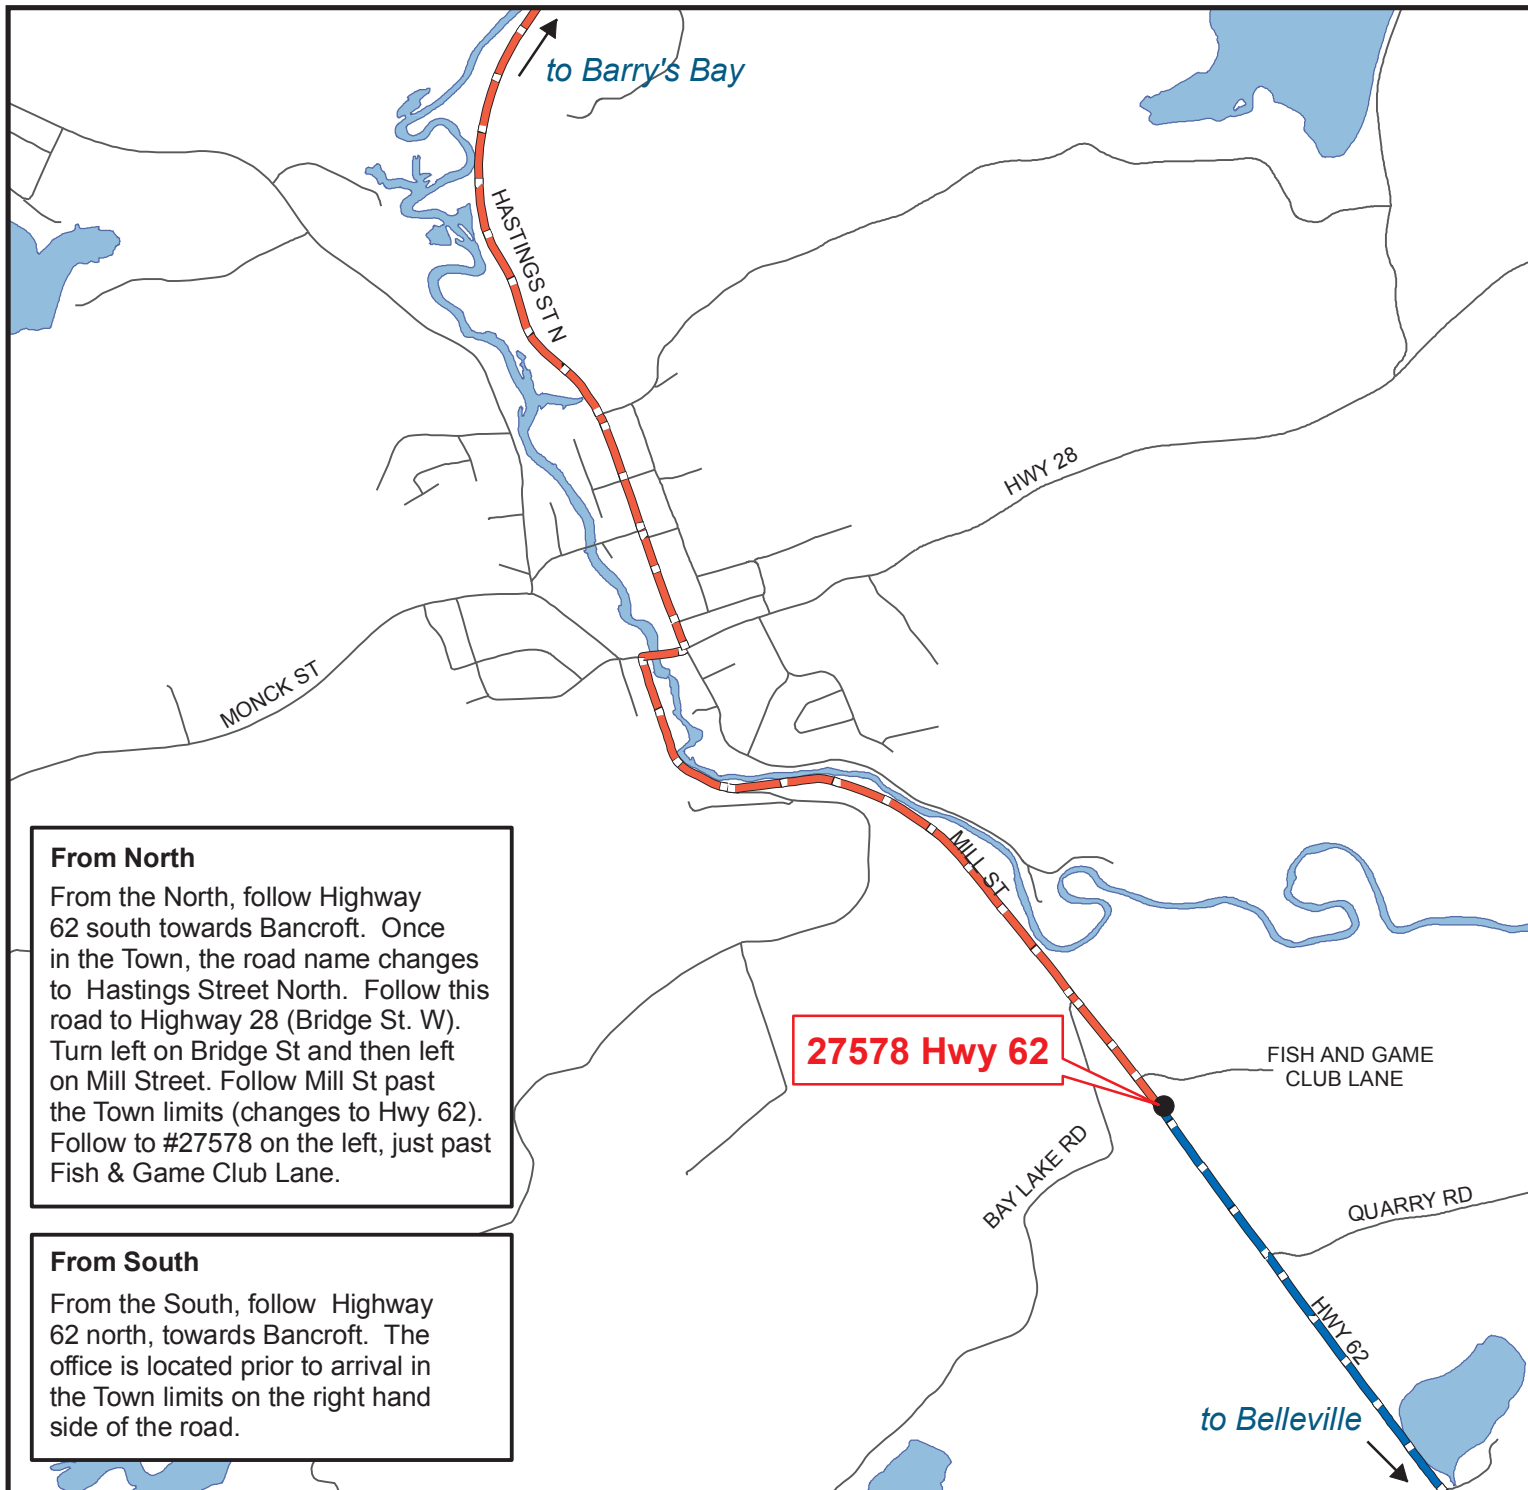 to Barry's Bay
HASTINGS ST N
HWY 28
MONCK ST
MILL ST
From North
From the North, follow Highway
62 south towards Bancroft. Once
in the Town, the road name changes
to Hastings Street North. Follow this
road to Highway 28 (Bridge St. W).
Turn left on Bridge St and then left
on Mill Street. Follow Mill St past
the Town limits (changes to Hwy 62).
Follow to #27578 on the left, just past
Fish & Game Club Lane.
27578 Hwy 62
FISH AND GAME
CLUB LANE
BAY LAKE RD
QUARRY RD
From South
From the South, follow Highway
62 north, towards Bancroft. The
office is located prior to arrival in
the Town limits on the right hand
side of the road.
HWY 62
to Belleville